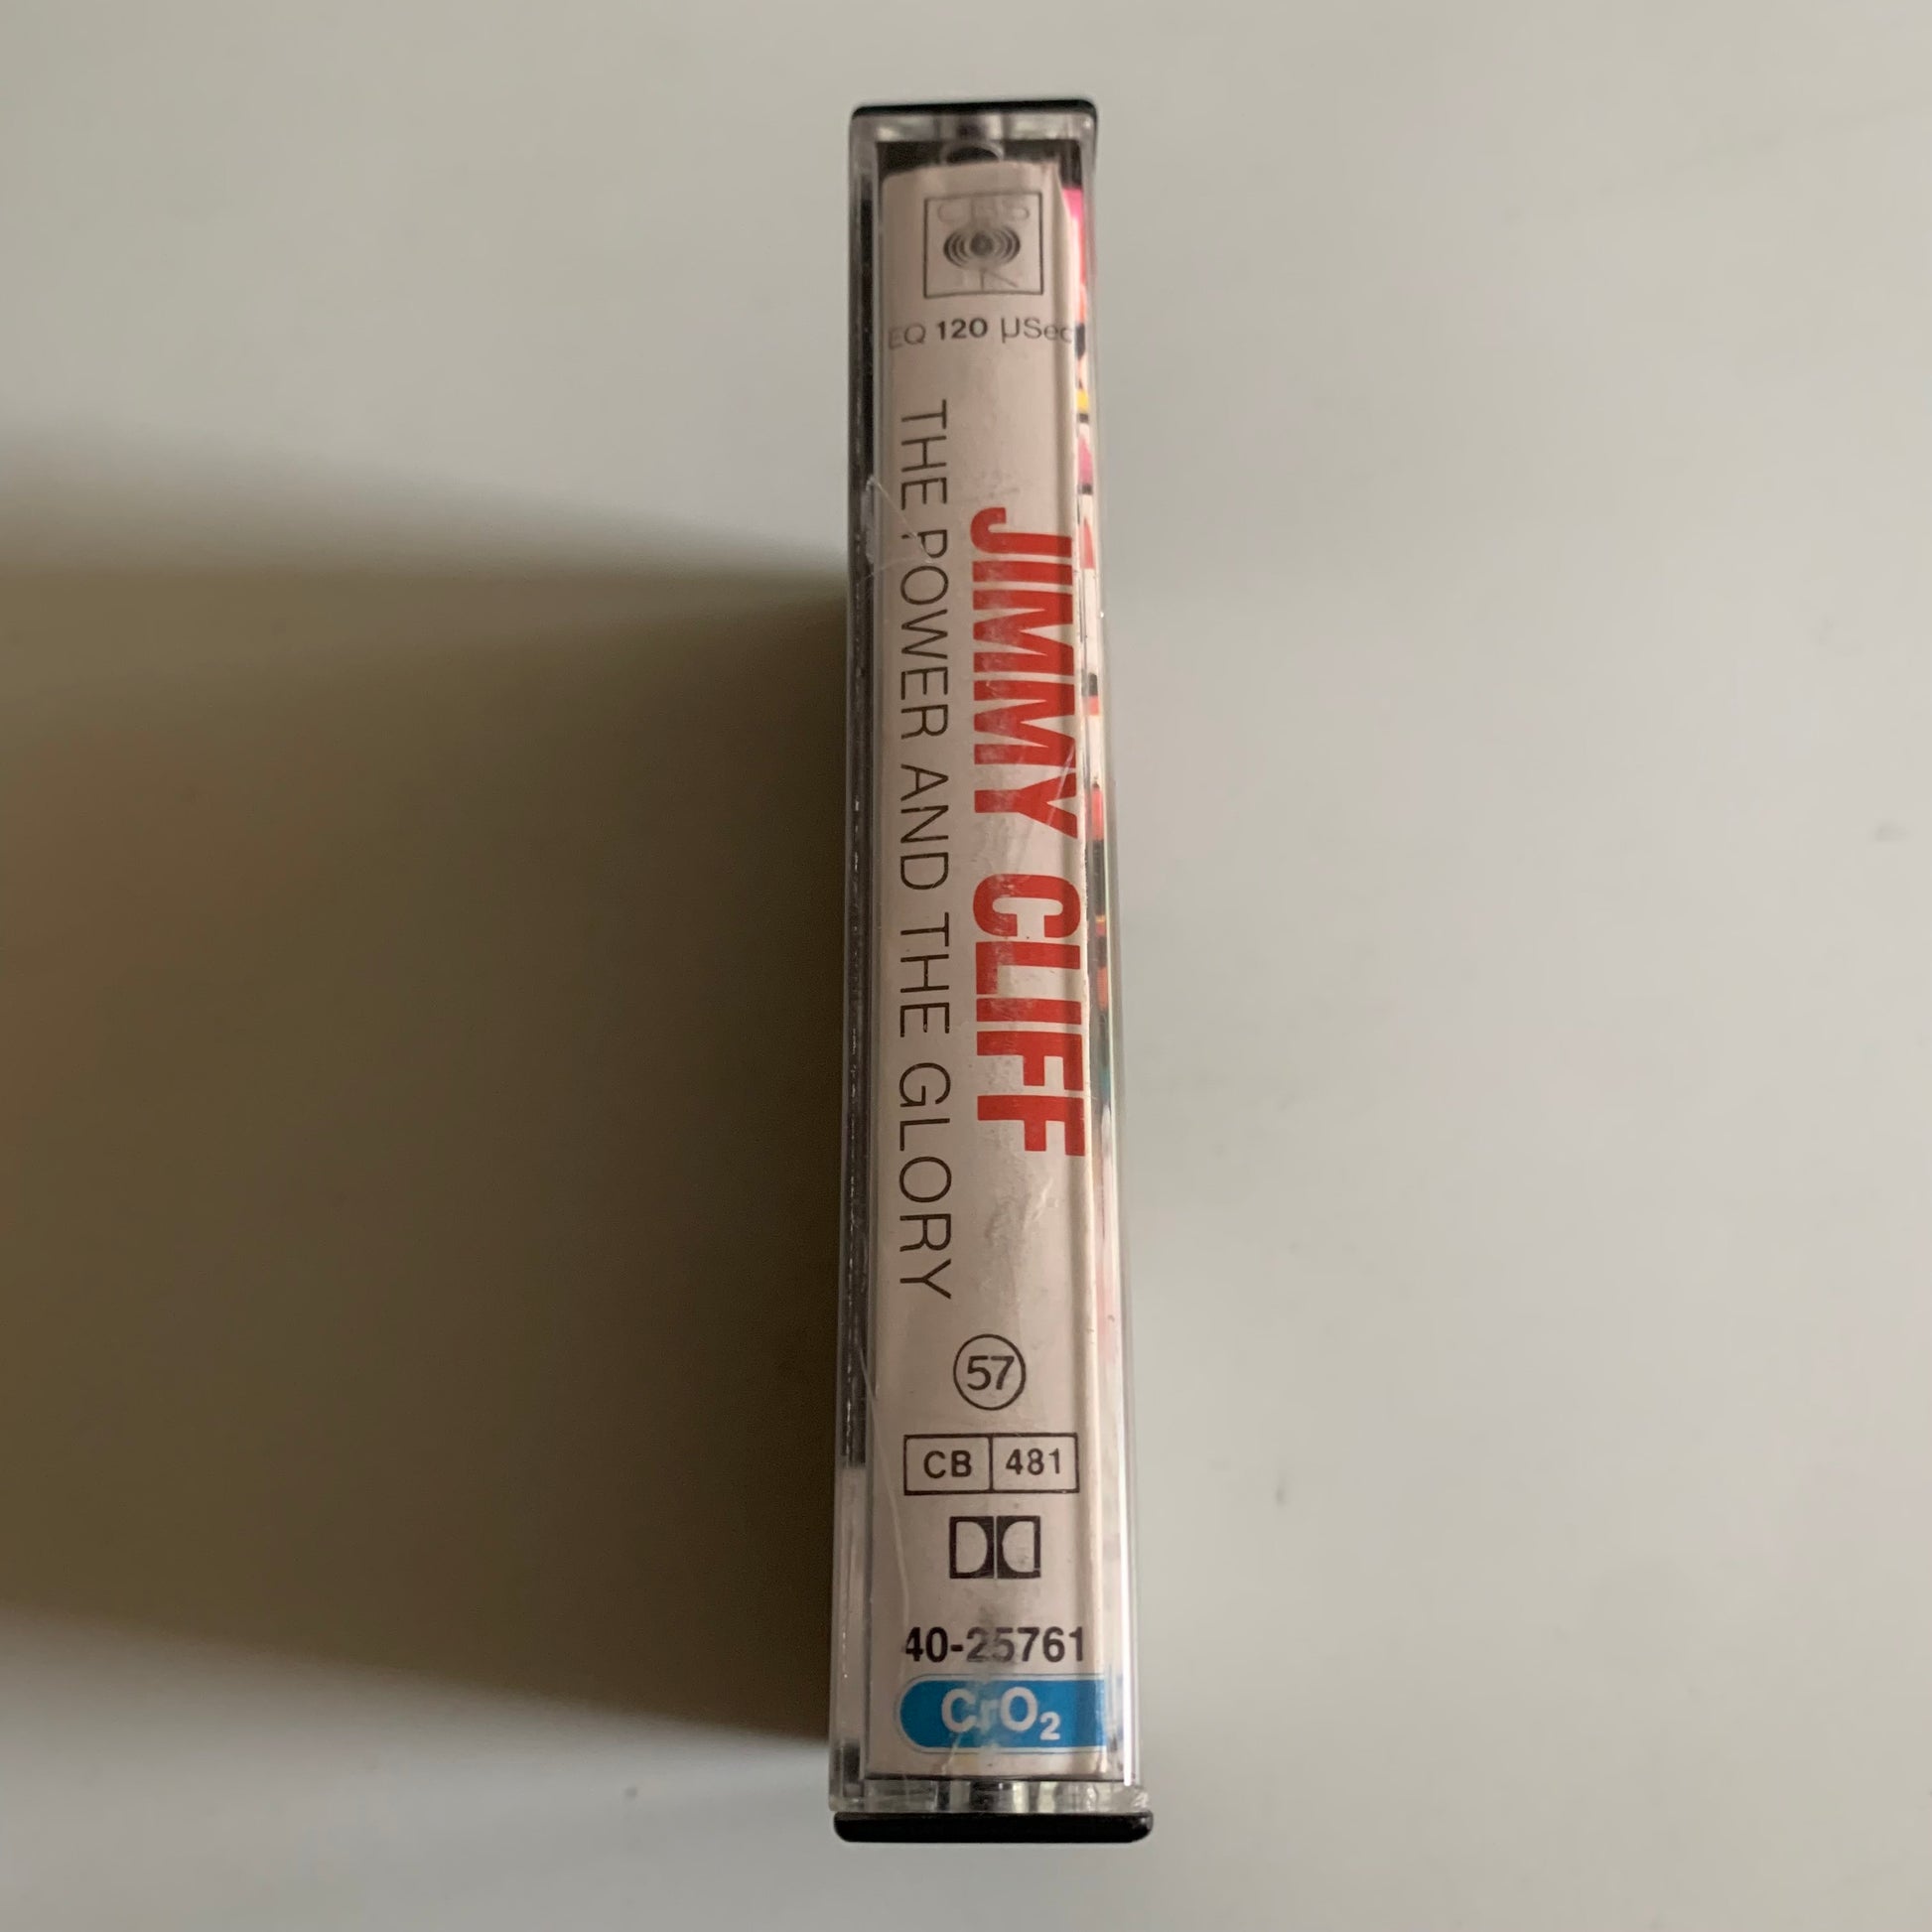 CBS
EQ 120 µSec
JIMMY CLIFF
THE POWER AND THE GLORY
57
CB 481
40-25761
CrO₂